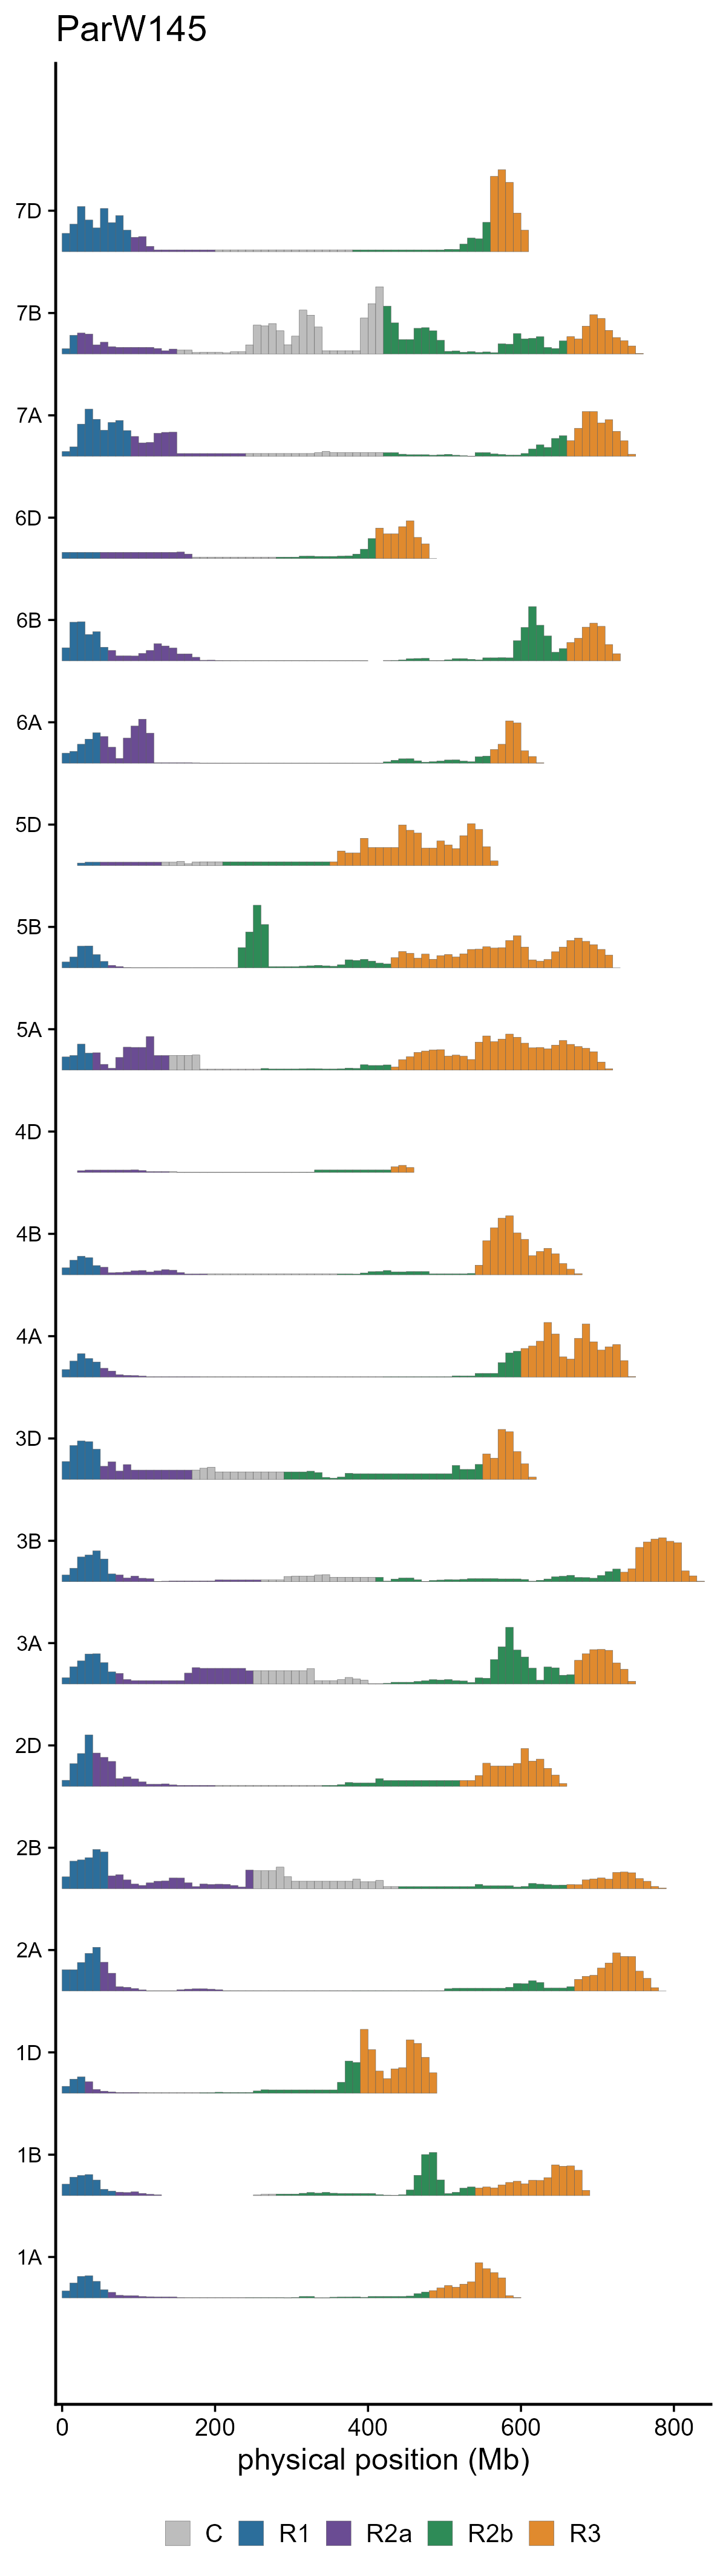 ParW145
7D
7B
7A
6D
6B
6A
5D
5B
5A
4D
4B
4A
3D
3B
3A
2D
2B
2A
1D
1B
1A
0 200 400 600 800
physical position (Mb)
C R1 R2a R2b R3